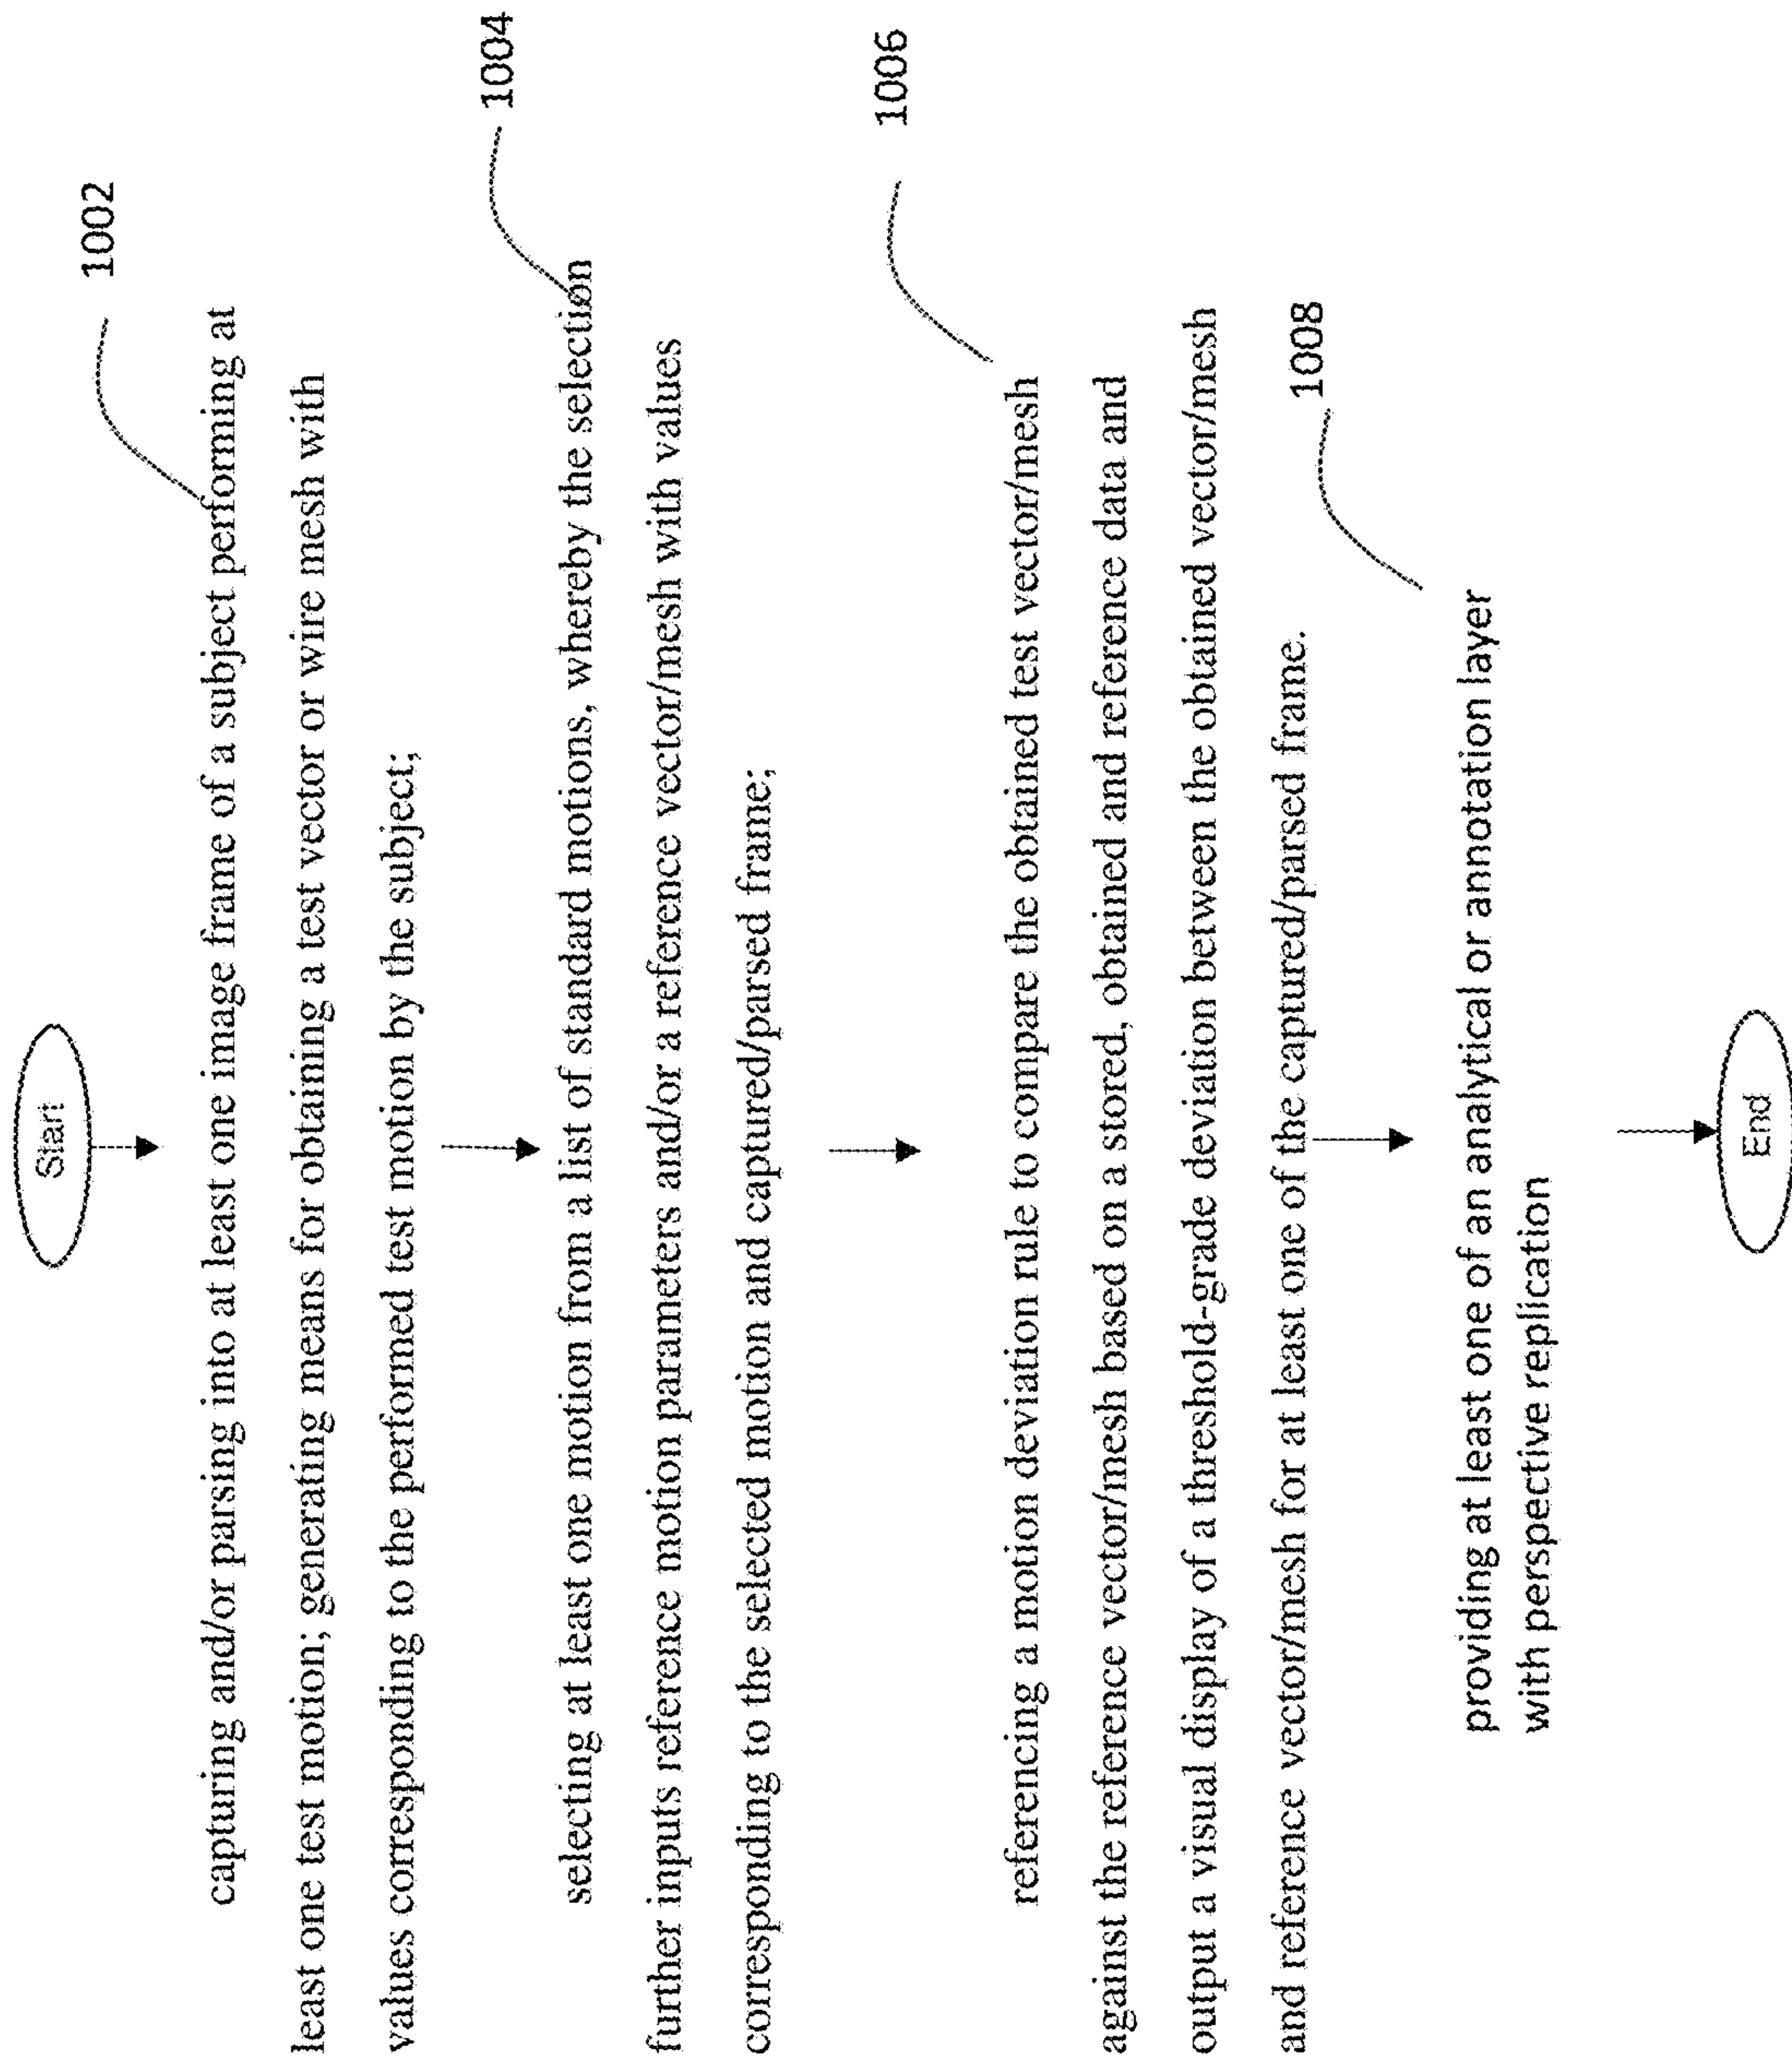 Start
1002
capturing and/or parsing into at least one image frame of a subject performing at
least one test motion; generating means for obtaining a test vector or wire mesh with
values corresponding to the performed test motion by the subject;
1004
selecting at least one motion from a list of standard motions, whereby the selection
further inputs reference motion parameters and/or a reference vector/mesh with values
corresponding to the selected motion and captured/parsed frame;
1006
referencing a motion deviation rule to compare the obtained test vector/mesh
against the reference vector/mesh based on a stored, obtained and reference data and
output a visual display of a threshold-grade deviation between the obtained vector/mesh
and reference vector/mesh for at least one of the captured/parsed frame.
1008
providing at least one of an analytical or annotation layer
with perspective replication
End